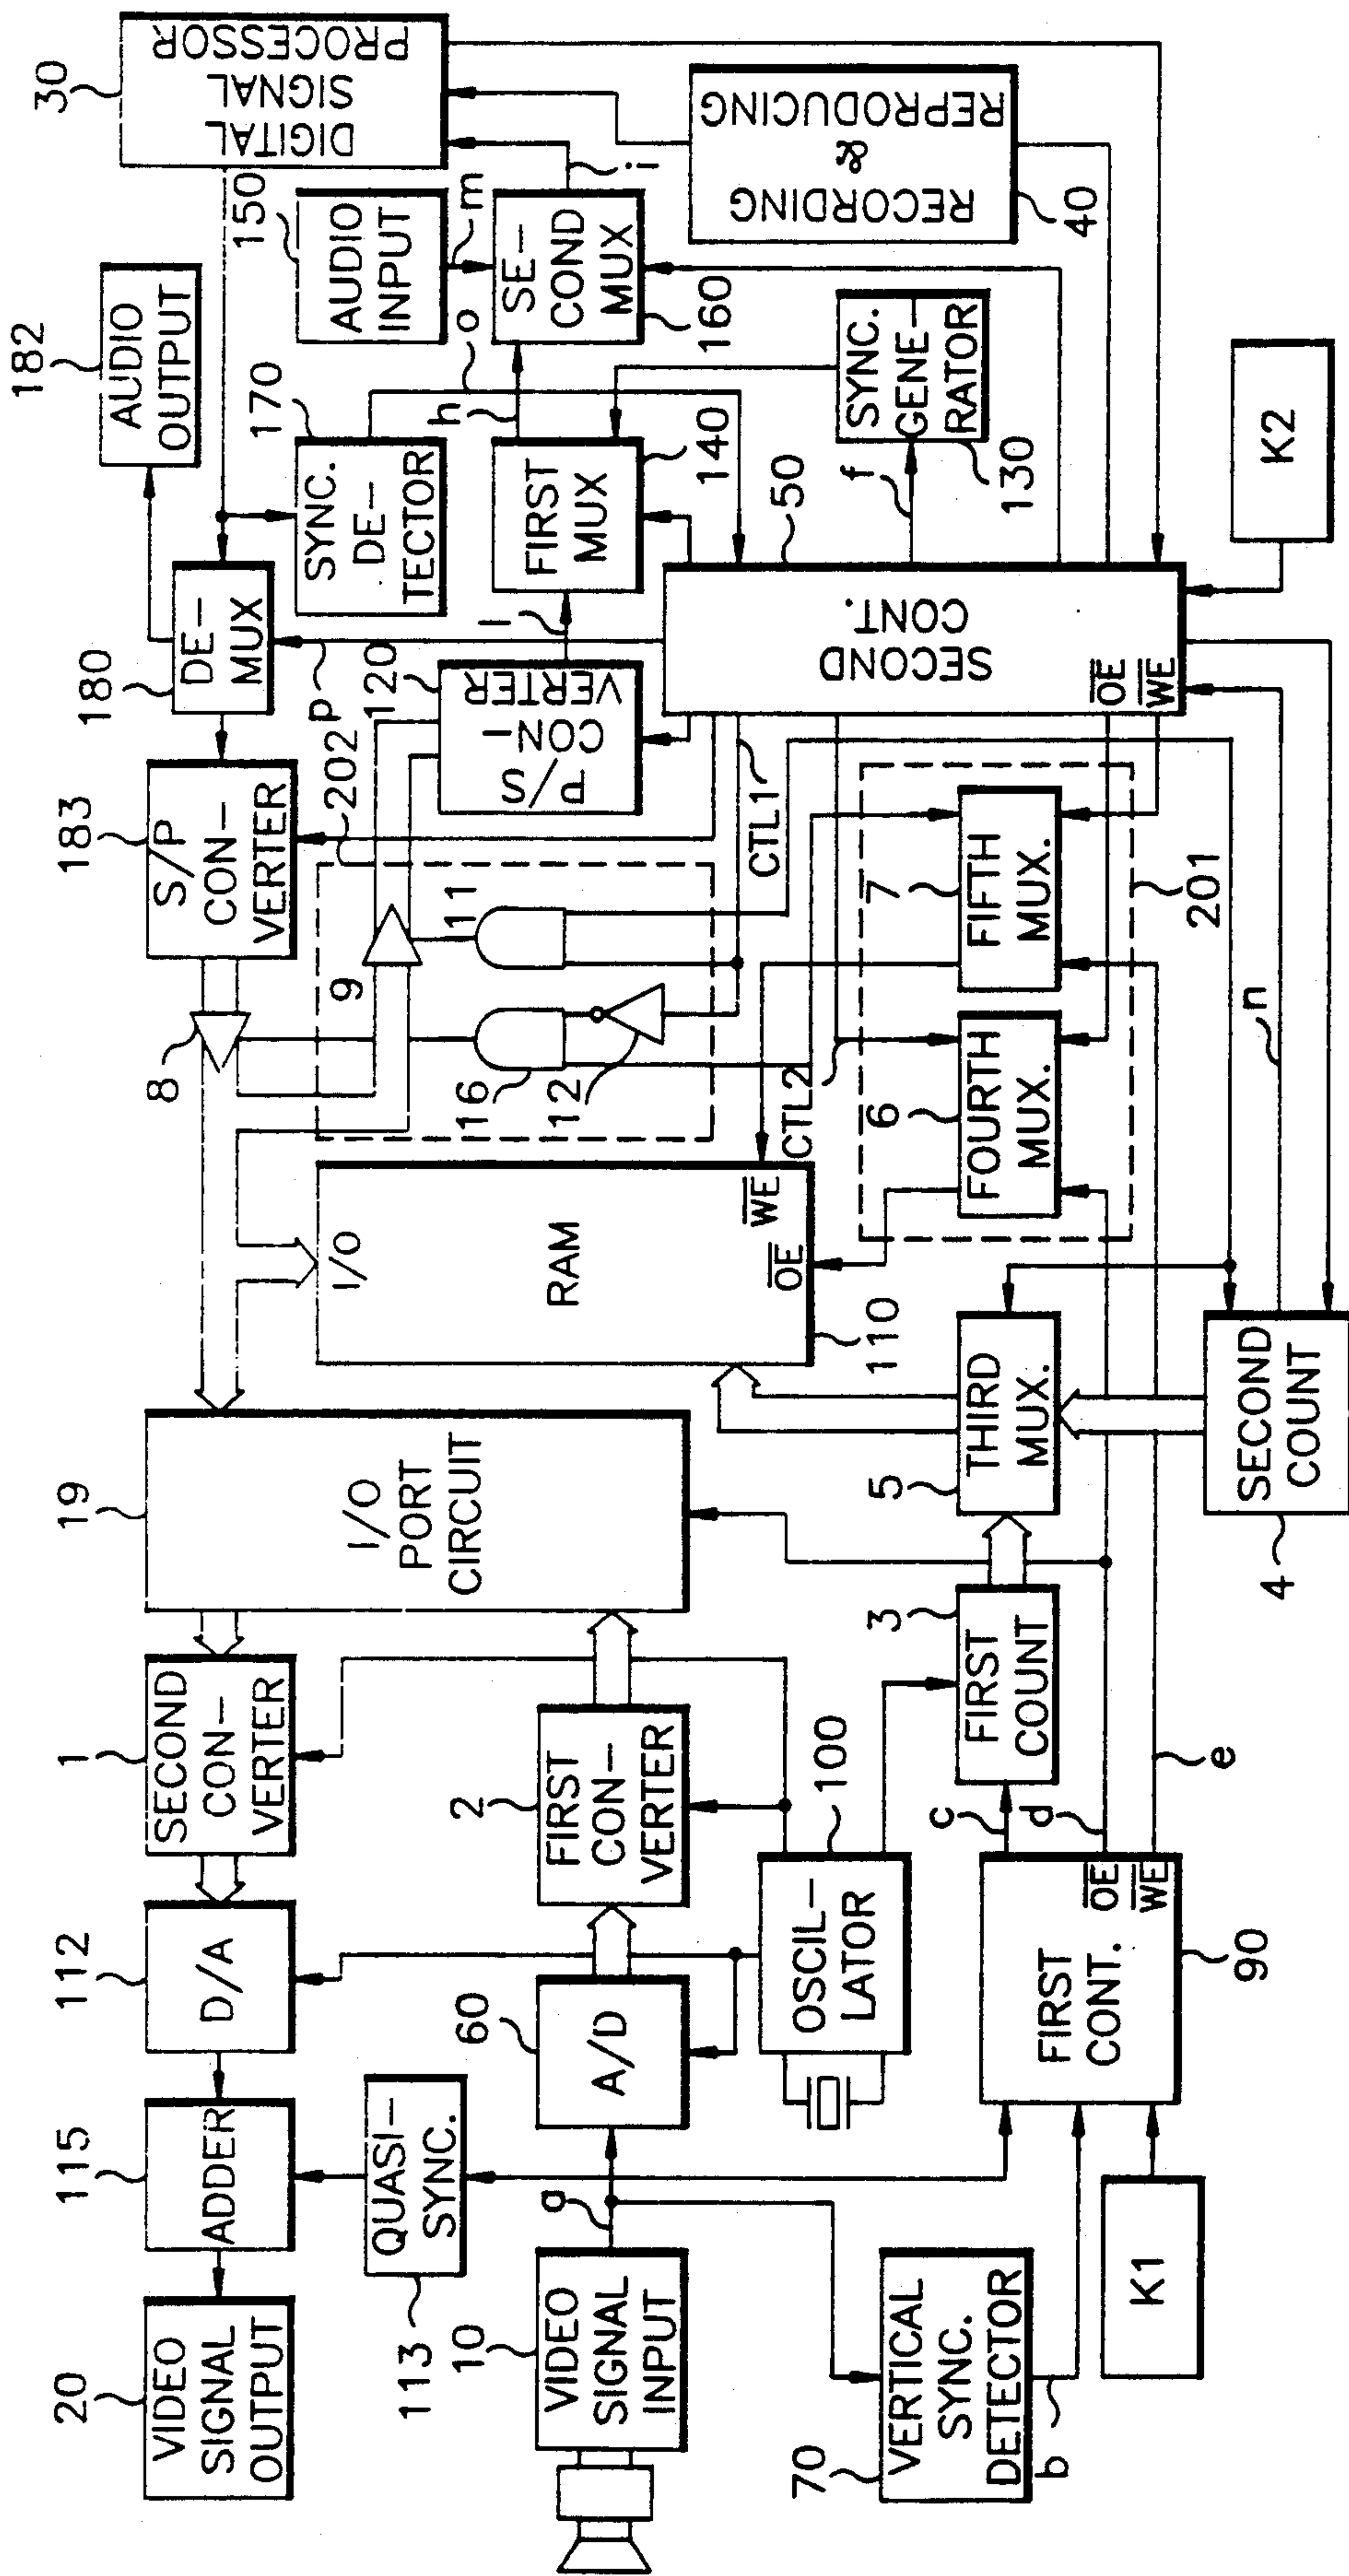 20
VIDEO
SIGNAL
OUTPUT
115
ADDER
112
D/A
1
SECOND
CON-
VERTER
19
I/O
PORT
CIRCUIT
8
183
S/P
CON-
VERTER
180
DE-
MUX
182
AUDIO
OUTPUT
30
DIGITAL
SIGNAL
PROCESSOR
113
QUASI-
SYNC.
10
VIDEO
SIGNAL
INPUT
a
60
A/D
2
FIRST
CON-
VERTER
I/O
RAM
OE
WE
110
9
11
16
12
202
p
120
P/S
CON-
VERTER
l
170
SYNC.
DE-
TECTOR
h
o
FIRST
MUX
140
150
AUDIO
INPUT
m
SE-
COND
MUX
160
i
RECORDING
&
REPRODUCING
40
70
VERTICAL
SYNC.
DETECTOR
b
OSCIL-
LATOR
100
CTL1
CTL2
50
SECOND
CONT.
OE
WE
f
SYNC.
GENE-
RATOR
130
K1
FIRST
CONT.
OE
WE
90
c
d
e
3
FIRST
COUNT
5
THIRD
MUX.
6
FOURTH
MUX.
7
FIFTH
MUX.
201
4
SECOND
COUNT
n
K2